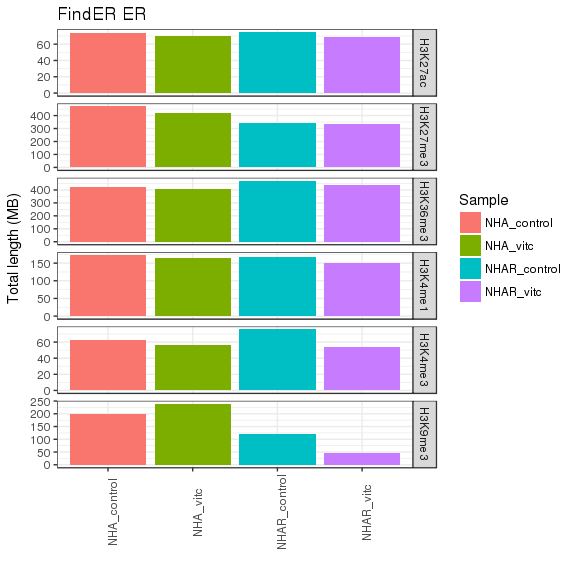 FindER ER
Total length (MB)
60
40
20
0
H3K27ac
400
300
200
100
0
H3K27me3
400
300
200
100
0
H3K36me3
150
100
50
0
H3K4me1
60
40
20
0
H3K4me3
250
200
150
100
50
0
H3K9me3
NHA_control
NHA_vitc
NHAR_control
NHAR_vitc
Sample
NHA_control
NHA_vitc
NHAR_control
NHAR_vitc